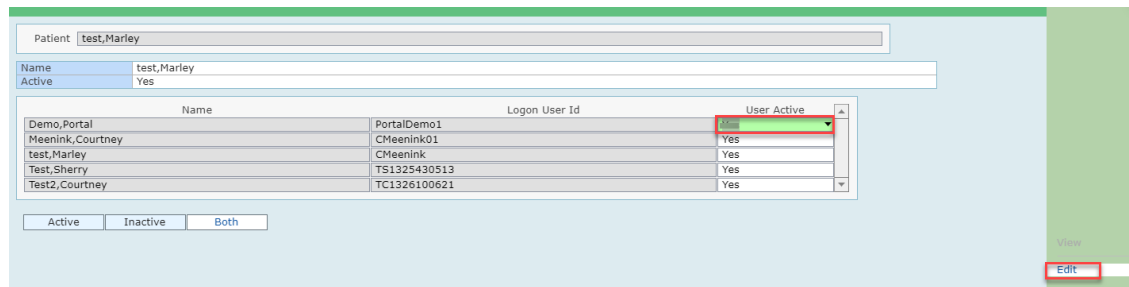 Patient test,Marley
Name test,Marley
Active Yes
Name Logon User Id User Active
Demo,Portal PortalDemo1
Meenink,Courtney CMeenink01 Yes
test,Marley CMeenink Yes
Test,Sherry TS1325430513 Yes
Test2,Courtney TC1326100621 Yes
Active Inactive Both
View
Edit